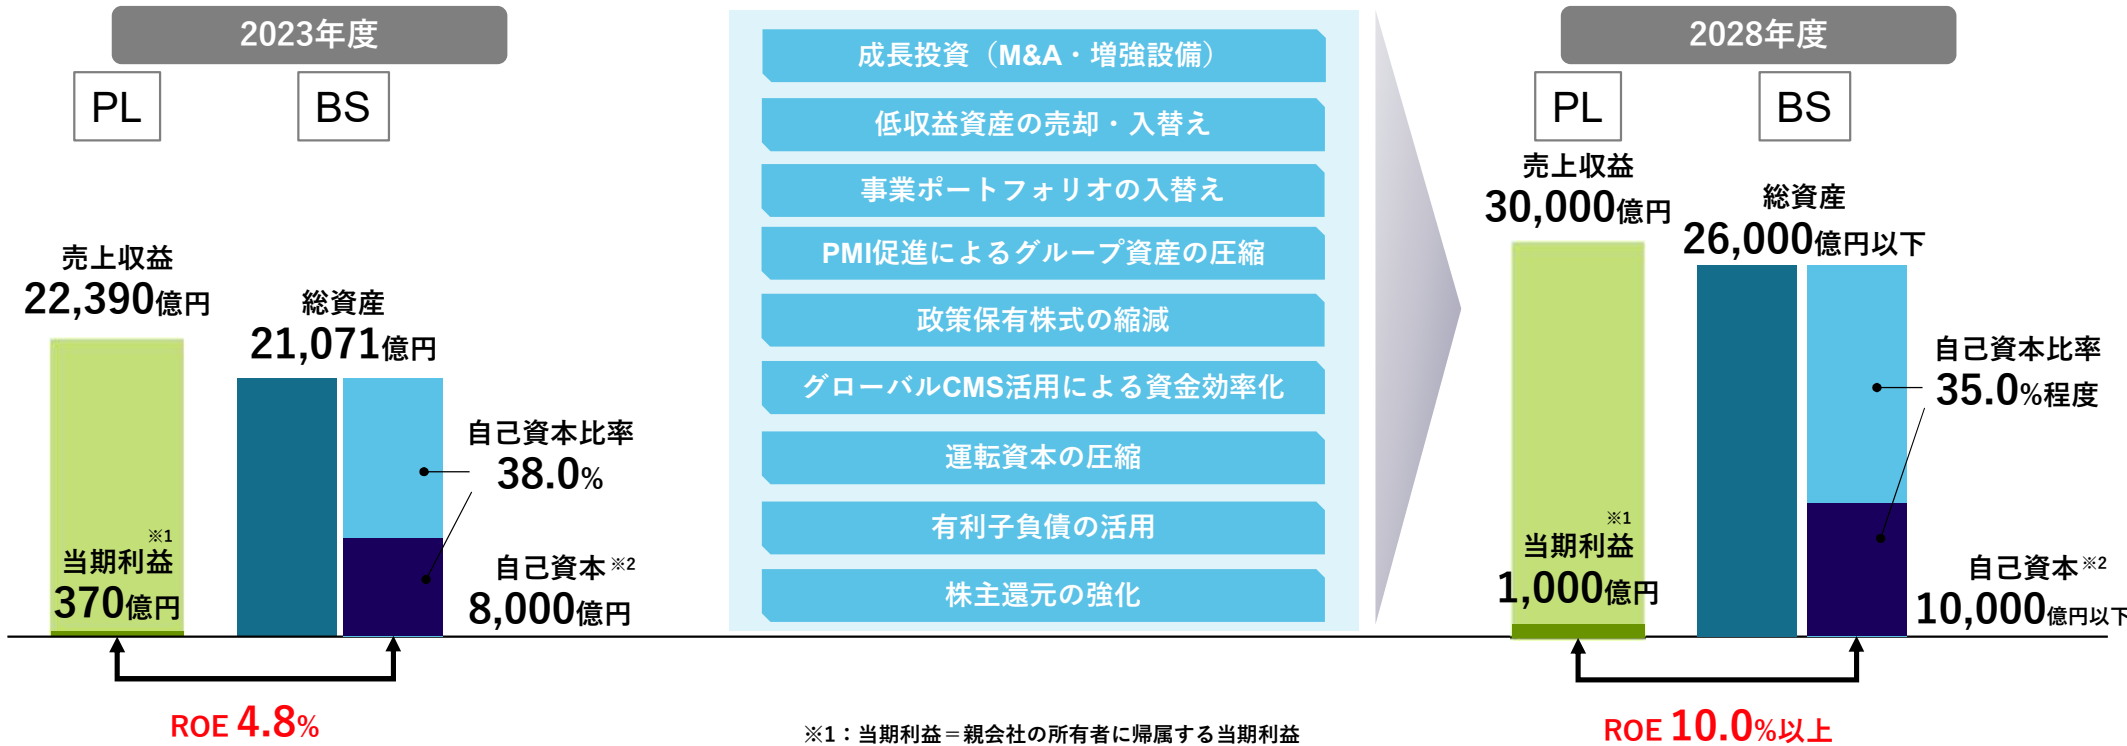 2023年度
PL
BS
売上収益
22,390億円
総資産
21,071億円
自己資本比率
38.0%
※1
当期利益
370億円
自己資本※2
8,000億円
ROE 4.8%
成長投資（M&A・増強設備）
低収益資産の売却・入替え
事業ポートフォリオの入替え
PMI促進によるグループ資産の圧縮
政策保有株式の縮減
グローバルCMS活用による資金効率化
運転資本の圧縮
有利子負債の活用
株主還元の強化
※1：当期利益＝親会社の所有者に帰属する当期利益
2028年度
PL
BS
売上収益
30,000億円
総資産
26,000億円以下
自己資本比率
35.0%程度
※1
当期利益
1,000億円
自己資本※2
10,000億円以下
ROE 10.0%以上